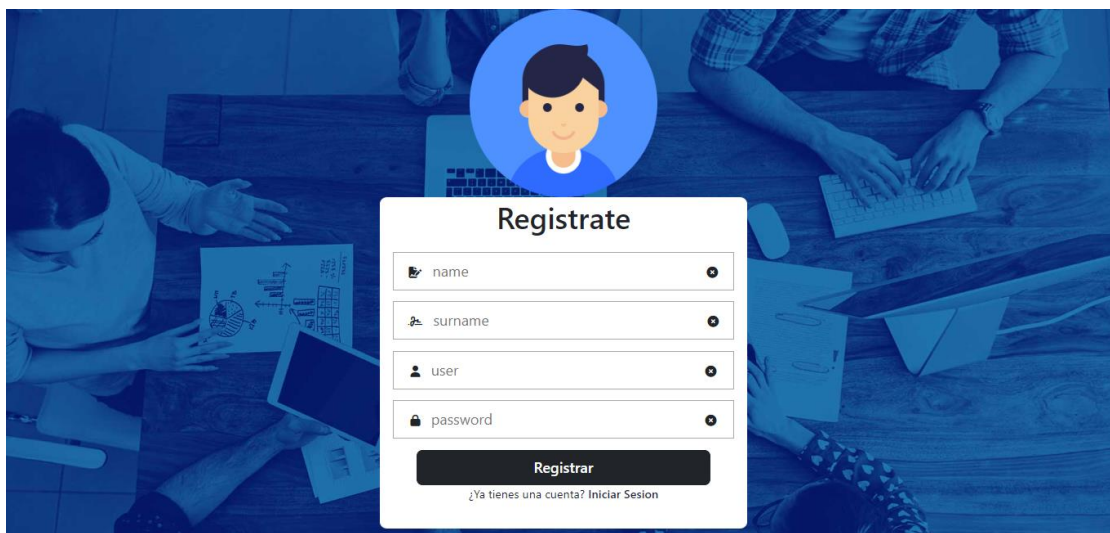 Registrate
name
surname
user
password
Registrar
¿Ya tienes una cuenta? Iniciar Sesion